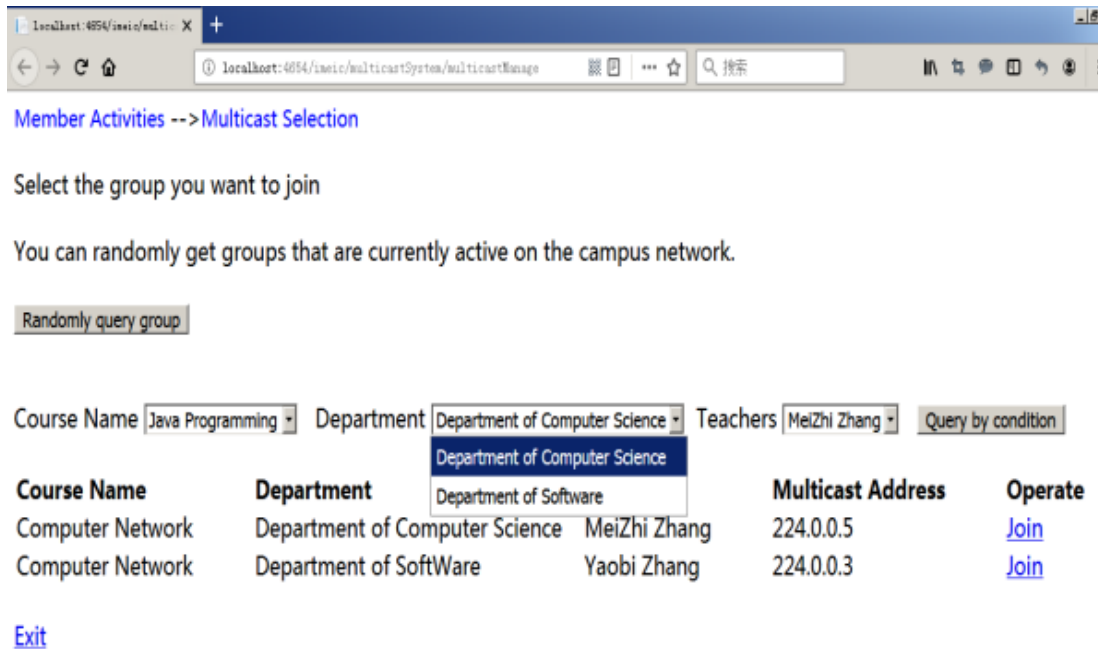 localhost:4654/imeic/multic X +
localhost:4654/imeic/multicastSystem/multicastManage ... 搜索
Member Activities -->Multicast Selection
Select the group you want to join
You can randomly get groups that are currently active on the campus network.
Randomly query group
Course Name Java Programming Department Department of Computer Science Teachers MeiZhi Zhang Query by condition
Department of Computer Science
Department of Software
Course Name Department Multicast Address Operate
Computer Network Department of Computer Science MeiZhi Zhang 224.0.0.5 Join
Computer Network Department of SoftWare Yaobi Zhang 224.0.0.3 Join
Exit